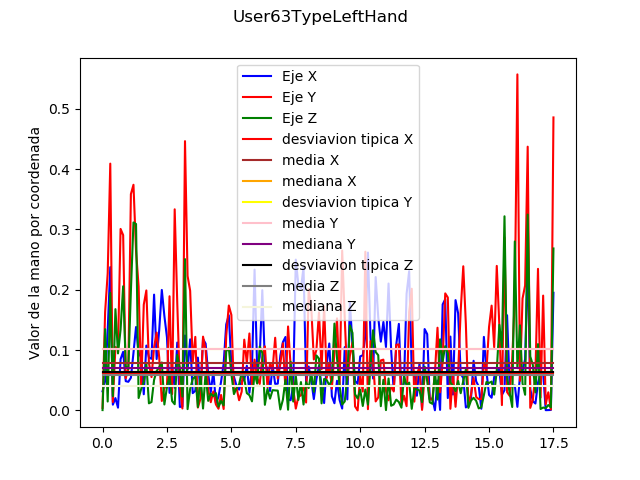 User63TypeLeftHand
Valor de la mano por coordenada
0.5
0.4
0.3
0.2
0.1
0.0
Eje X
Eje Y
Eje Z
desviavion tipica X
media X
mediana X
desviavion tipica Y
media Y
mediana Y
desviavion tipica Z
media Z
mediana Z
0.0 2.5 5.0 7.5 10.0 12.5 15.0 17.5